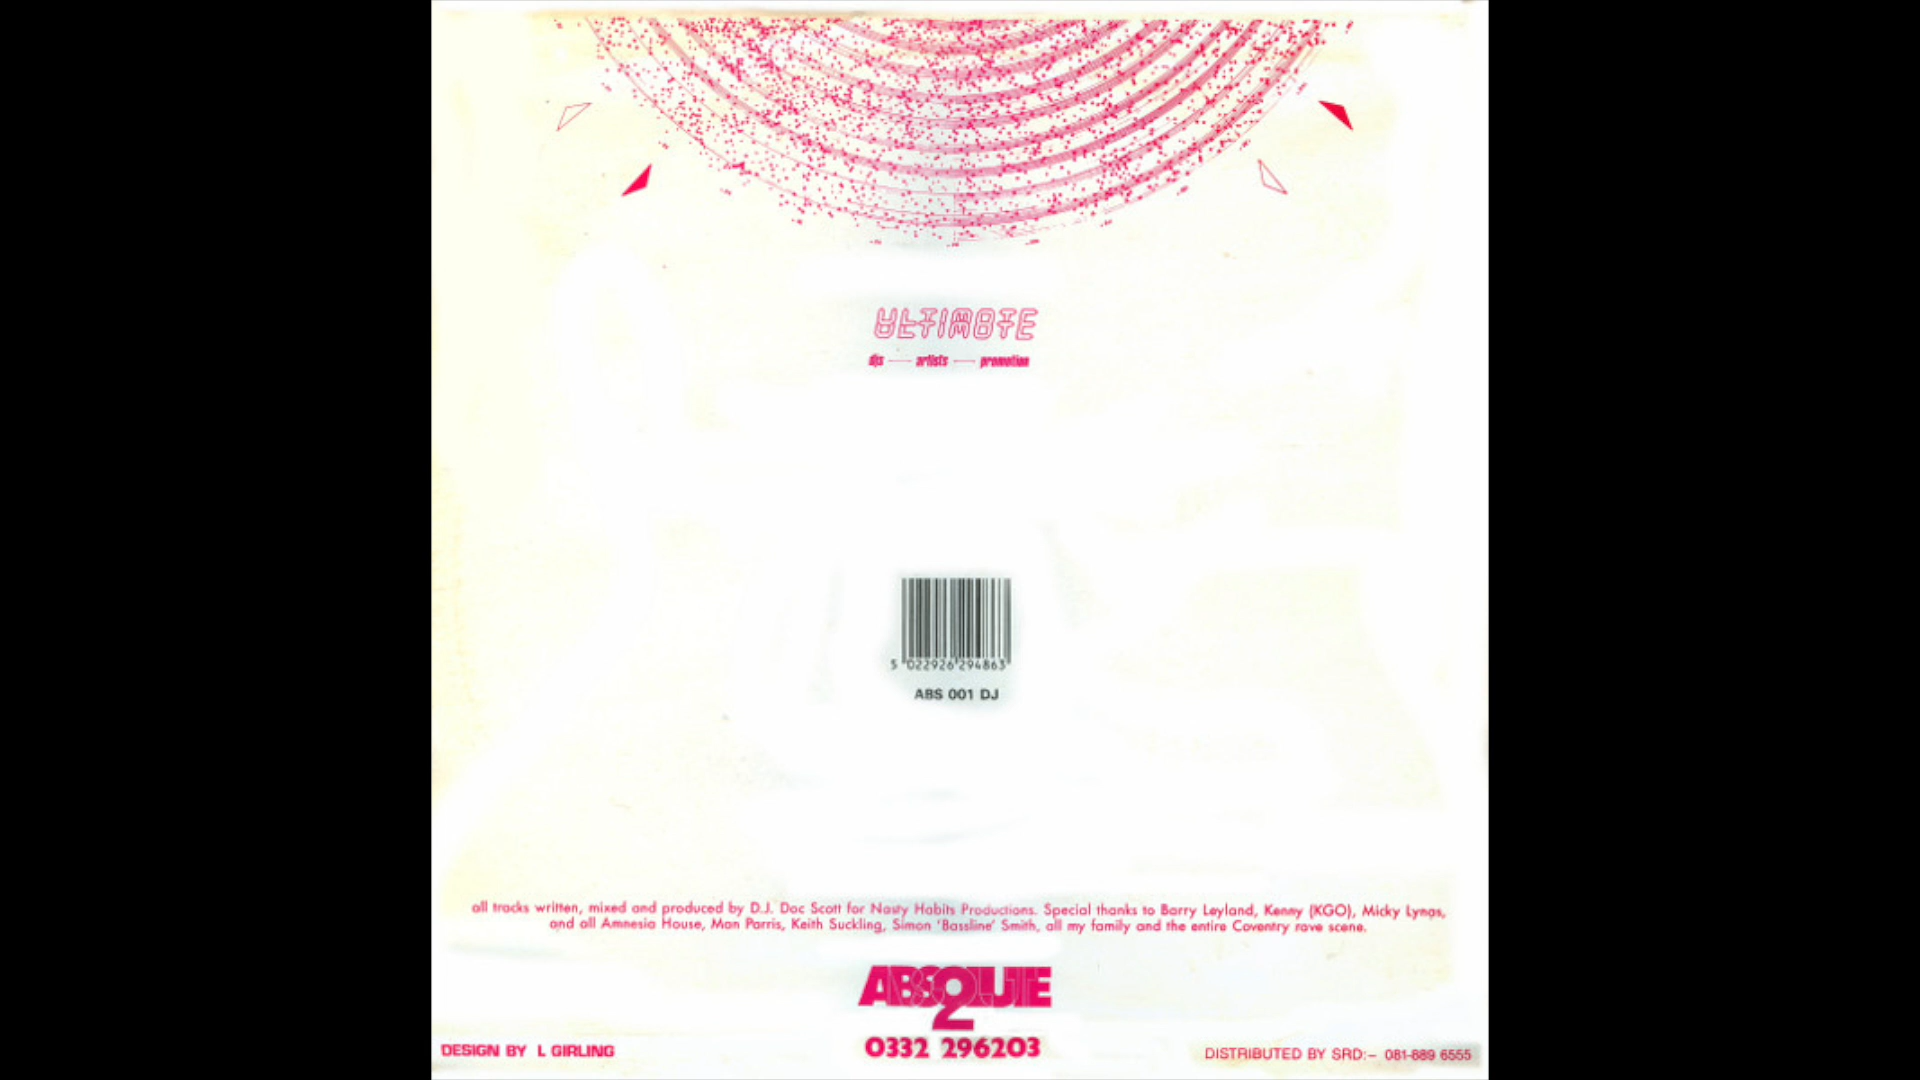 ULTIMATE
djs — artists — promotion
5 022926 294863
ABS 001 DJ
all tracks written, mixed and produced by D.J. Doc Scott for Nasty Habits Productions. Special thanks to Barry Leyland, Kenny (KGO), Micky Lynas,
and all Amnesia House, Man Parris, Keith Suckling, Simon 'Bassline' Smith, all my family and the entire Coventry rave scene.
ABSOLUTE
2
0332 296203
DESIGN BY L GIRLING
DISTRIBUTED BY SRD:- 081-889 6555